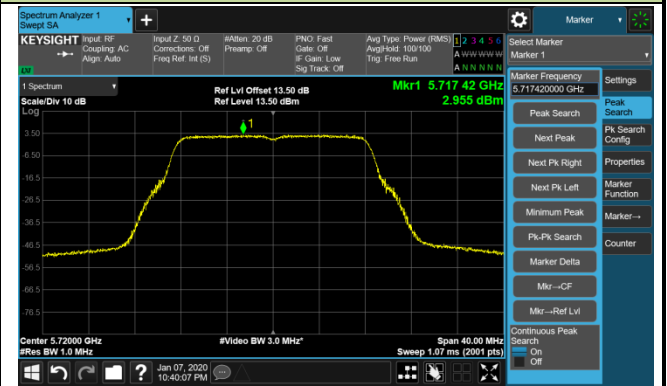 Spectrum Analyzer 1
Swept SA
+
Marker
KEYSIGHT
Input: RF
Coupling: AC
Align: Auto
Input Z: 50 Ω
Corrections: Off
Freq Ref: Int (S)
#Atten: 20 dB
Preamp: Off
PNO: Fast
Gate: Off
IF Gain: Low
Sig Track: Off
Avg Type: Power (RMS)
Avg|Hold: 100/100
Trig: Free Run
1 2 3 4 5 6
A W W W W W
A N N N N N
LXI
Select Marker
Marker 1
1 Spectrum
Scale/Div 10 dB
Log
Ref Lvl Offset 13.50 dB
Ref Level 13.50 dBm
Mkr1 5.717 42 GHz
2.955 dBm
1
3.50
-6.50
-16.5
-26.5
-36.5
-46.5
-56.5
-66.5
-76.5
Center 5.72000 GHz
#Res BW 1.0 MHz
#Video BW 3.0 MHz*
Span 40.00 MHz
Sweep 1.07 ms (2001 pts)
Marker Frequency
5.717420000 GHz
Peak Search
Next Peak
Next Pk Right
Next Pk Left
Minimum Peak
Pk-Pk Search
Marker Delta
Mkr→CF
Mkr→Ref Lvl
Continuous Peak
Search
On
Off
Settings
Peak
Search
Pk Search
Config
Properties
Marker
Function
Marker→
Counter
?
Jan 07, 2020
10:40:07 PM